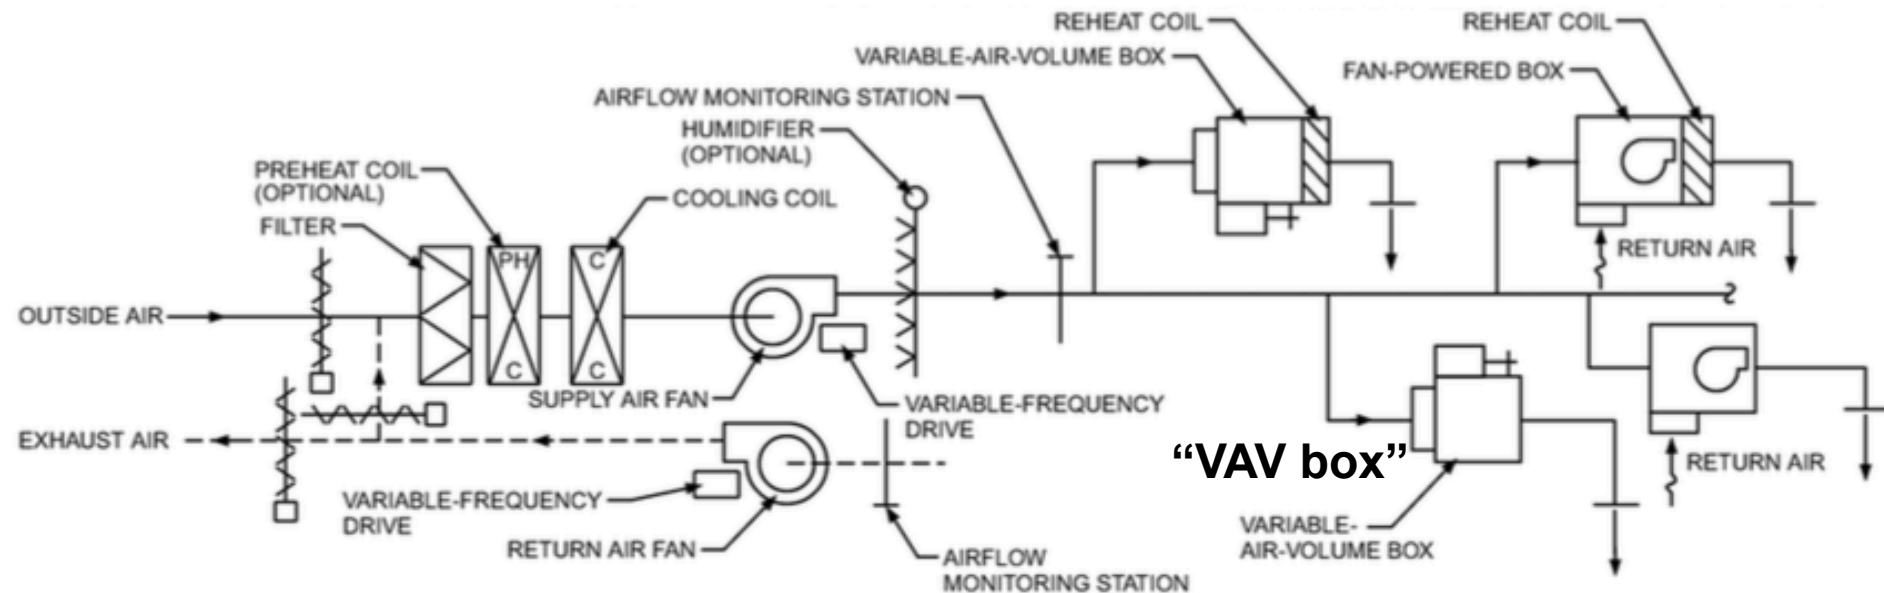 REHEAT COIL
REHEAT COIL
VARIABLE-AIR-VOLUME BOX
FAN-POWERED BOX
AIRFLOW MONITORING STATION
HUMIDIFIER
(OPTIONAL)
PREHEAT COIL
(OPTIONAL)
COOLING COIL
FILTER
PH
C
C
C
RETURN AIR
OUTSIDE AIR
SUPPLY AIR FAN
VARIABLE-FREQUENCY
DRIVE
EXHAUST AIR
“VAV box”
RETURN AIR
VARIABLE-FREQUENCY
DRIVE
RETURN AIR FAN
VARIABLE-
AIR-VOLUME BOX
AIRFLOW
MONITORING STATION